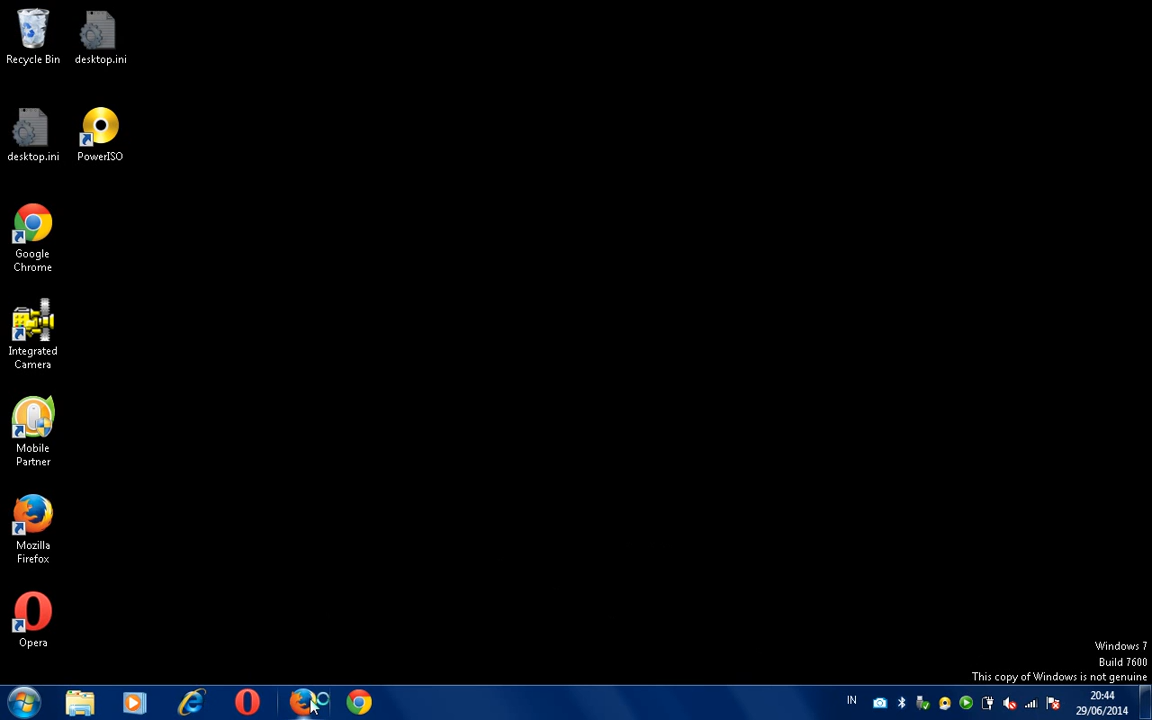 Recycle Bin
desktop.ini
desktop.ini
PowerISO
Google
Chrome
Integrated
Camera
Mobile
Partner
Mozilla
Firefox
Opera
Windows 7
Build 7600
This copy of Windows is not genuine
IN
20:44
29/06/2014